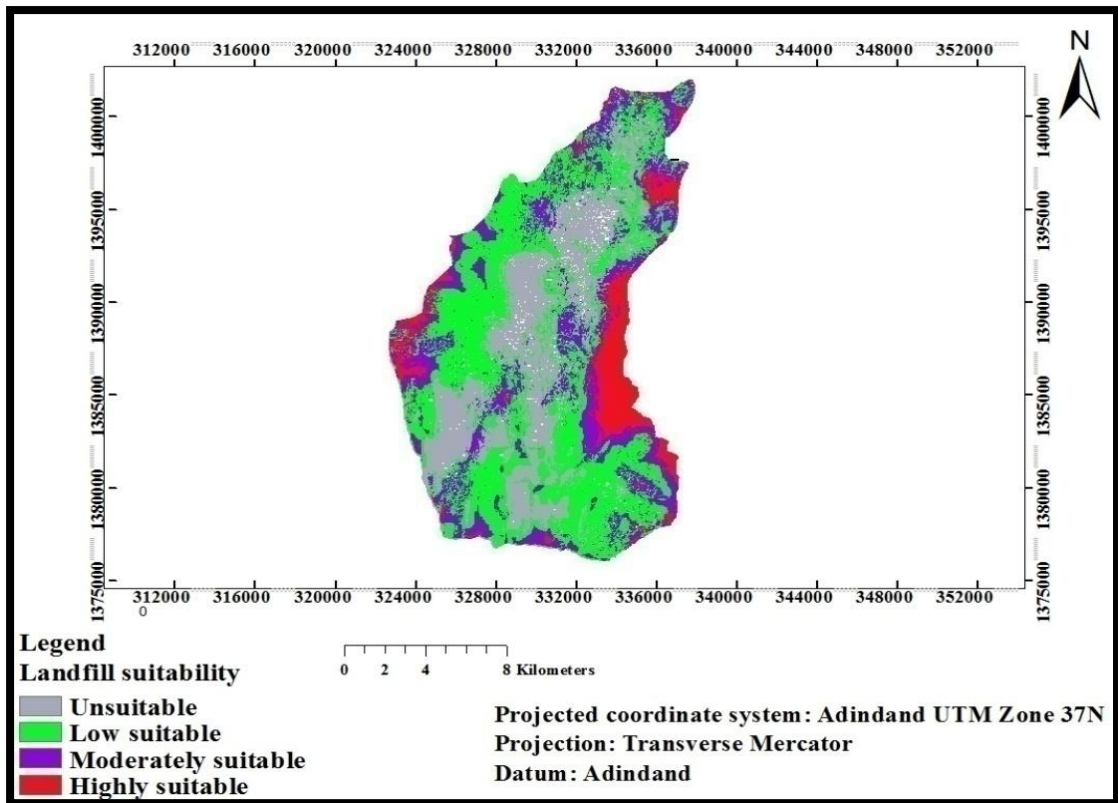 312000 316000 320000 324000 328000 332000 336000 340000 344000 348000 352000
N
1400000 1400000
1395000 1395000
1390000 1390000
1385000 1385000
1380000 1380000
1375000 1375000
312000 316000 320000 324000 328000 332000 336000 340000 344000 348000 352000
0
Legend
Landfill suitability
0 2 4 8 Kilometers
Unsuitable
Low suitable
Moderately suitable
Highly suitable
Projected coordinate system: Adindand UTM Zone 37N
Projection: Transverse Mercator
Datum: Adindand